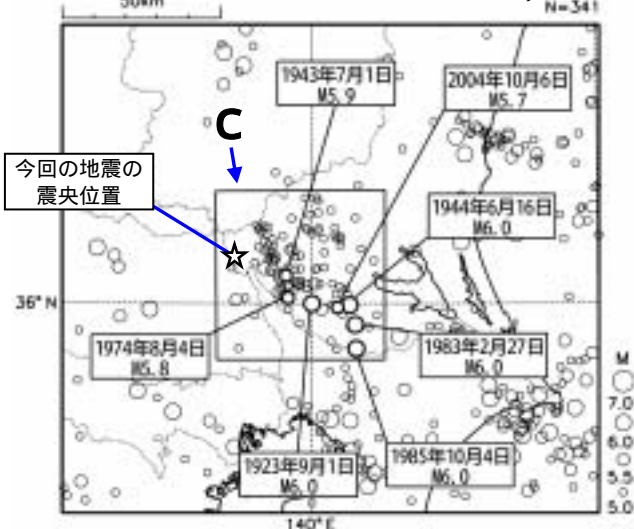 50km
N=341
1943年7月1日
M5.9
2004年10月6日
M5.7
C
今回の地震の
震央位置
1944年6月16日
M6.0
36°N
1974年8月4日
M5.8
1983年2月27日
M6.0
M
7.0
6.0
5.5
5.0
1923年9月1日
M6.0
1985年10月4日
M6.0
140°E